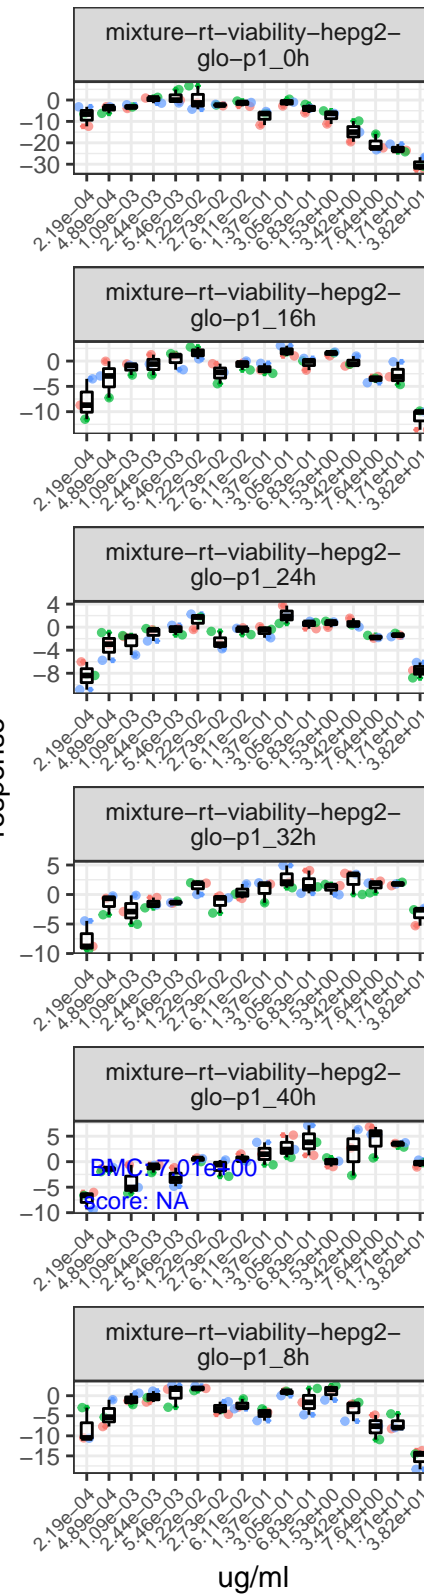 mixture−rt−viability−hepg2−
glo−p1_0h
0
−10
−20
−30
2.19e−04
4.89e−04
1.09e−03
2.44e−03
5.46e−03
1.22e−02
2.73e−02
6.11e−02
1.37e−01
3.05e−01
6.83e−01
1.53e+00
3.42e+00
7.64e+00
1.71e+01
3.82e+01
mixture−rt−viability−hepg2−
glo−p1_16h
0
−5
−10
2.19e−04
4.89e−04
1.09e−03
2.44e−03
5.46e−03
1.22e−02
2.73e−02
6.11e−02
1.37e−01
3.05e−01
6.83e−01
1.53e+00
3.42e+00
7.64e+00
1.71e+01
3.82e+01
mixture−rt−viability−hepg2−
glo−p1_24h
4
0
−4
−8
2.19e−04
4.89e−04
1.09e−03
2.44e−03
5.46e−03
1.22e−02
2.73e−02
6.11e−02
1.37e−01
3.05e−01
6.83e−01
1.53e+00
3.42e+00
7.64e+00
1.71e+01
3.82e+01
response
mixture−rt−viability−hepg2−
glo−p1_32h
5
0
−5
−10
2.19e−04
4.89e−04
1.09e−03
2.44e−03
5.46e−03
1.22e−02
2.73e−02
6.11e−02
1.37e−01
3.05e−01
6.83e−01
1.53e+00
3.42e+00
7.64e+00
1.71e+01
3.82e+01
mixture−rt−viability−hepg2−
glo−p1_40h
5
0
−5
−10
BMC: 7.01e+00
score: NA
2.19e−04
4.89e−04
1.09e−03
2.44e−03
5.46e−03
1.22e−02
2.73e−02
6.11e−02
1.37e−01
3.05e−01
6.83e−01
1.53e+00
3.42e+00
7.64e+00
1.71e+01
3.82e+01
mixture−rt−viability−hepg2−
glo−p1_8h
0
−5
−10
−15
2.19e−04
4.89e−04
1.09e−03
2.44e−03
5.46e−03
1.22e−02
2.73e−02
6.11e−02
1.37e−01
3.05e−01
6.83e−01
1.53e+00
3.42e+00
7.64e+00
1.71e+01
3.82e+01
ug/ml